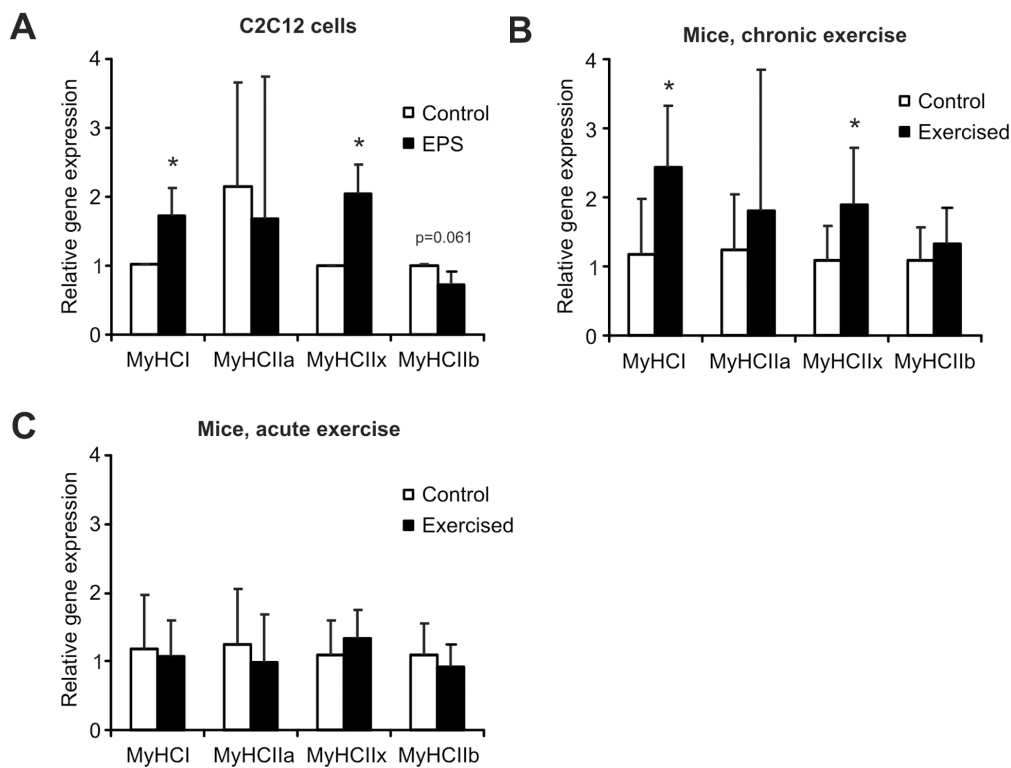 A
C2C12 cells
Relative gene expression
4
3
2
1
0
Control
EPS
*
*
p=0.061
MyHCI MyHCIIa MyHCIIx MyHCIIb
B
Mice, chronic exercise
Relative gene expression
4
3
2
1
0
Control
Exercised
*
*
MyHCI MyHCIIa MyHCIIx MyHCIIb
C
Mice, acute exercise
Relative gene expression
4
3
2
1
0
Control
Exercised
MyHCI MyHCIIa MyHCIIx MyHCIIb